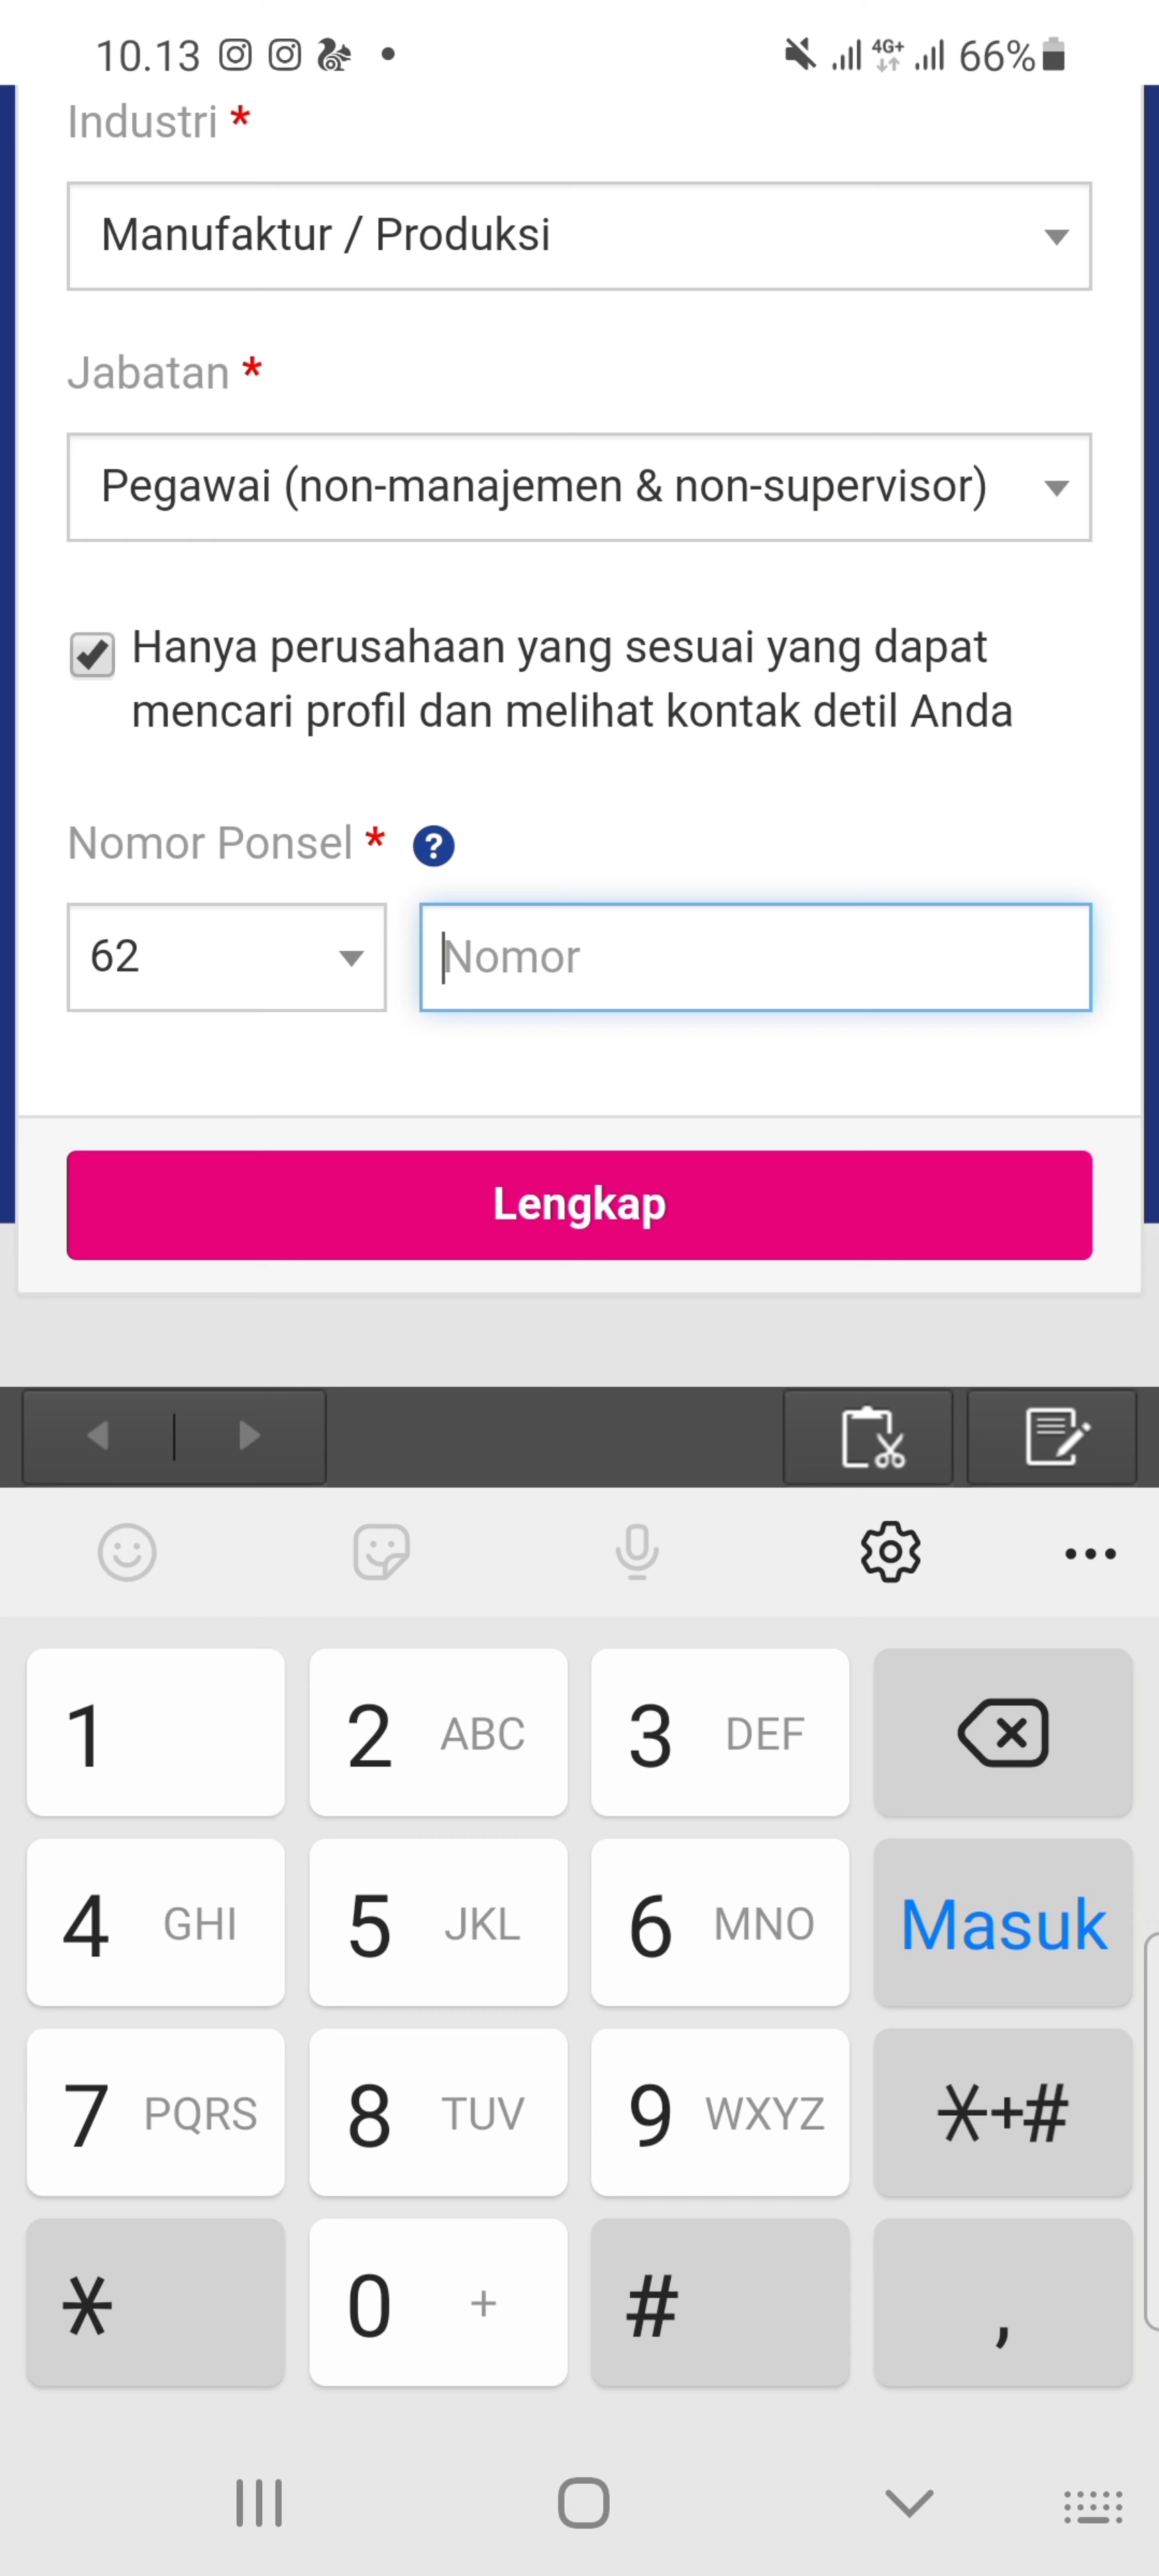 10.13
4G+
66%
Industri *
Manufaktur / Produksi
Jabatan *
Pegawai (non-manajemen & non-supervisor)
Hanya perusahaan yang sesuai yang dapat
mencari profil dan melihat kontak detil Anda
Nomor Ponsel * ?
62
Nomor
Lengkap
1
2 ABC
3 DEF
4 GHI
5 JKL
6 MNO
Masuk
7 PQRS
8 TUV
9 WXYZ
*+#
*
0 +
#
,